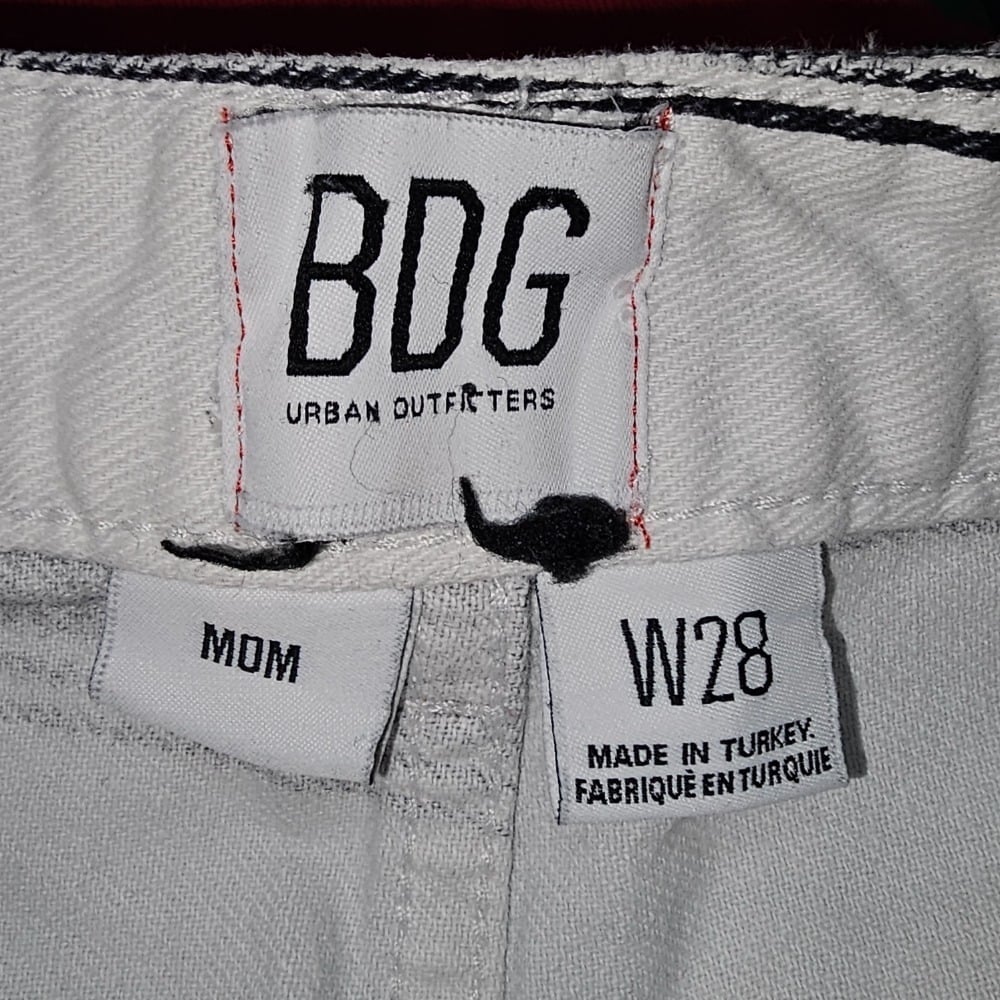 BDG
URBAN OUTFITTERS
MOM
W28
MADE IN TURKEY.
FABRIQUÈ EN TURQUIE